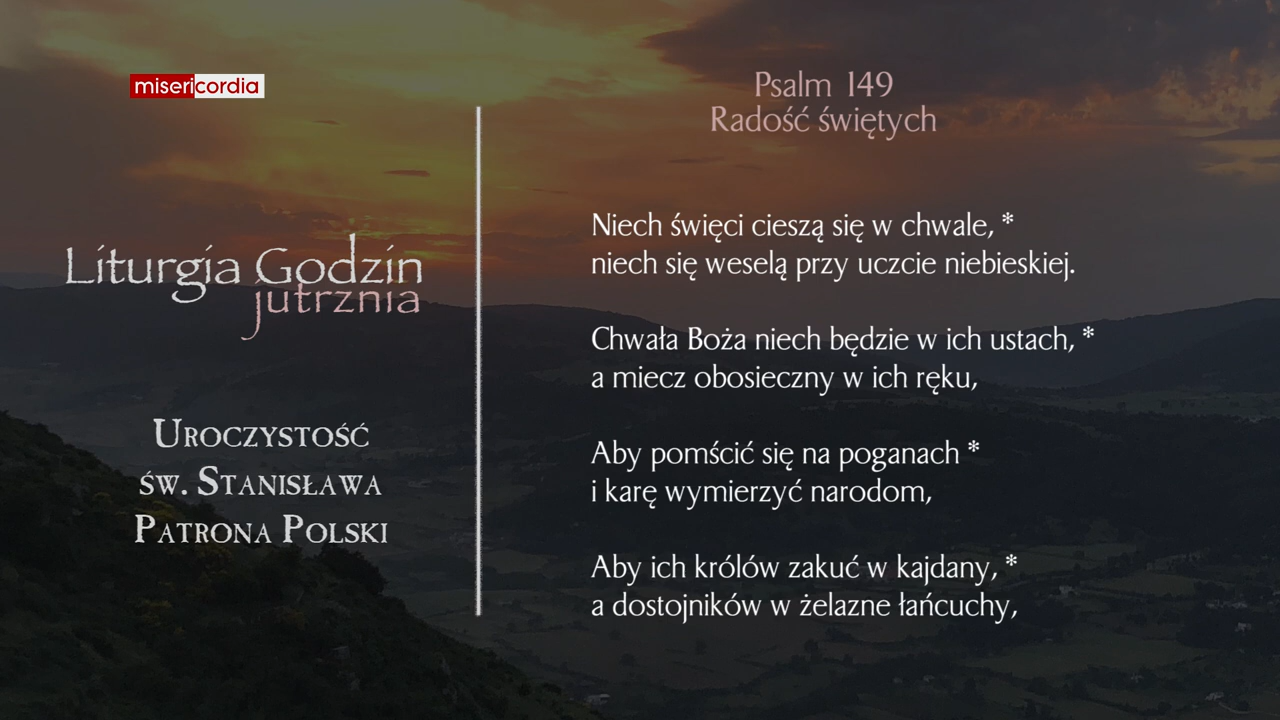 misericordia
Liturgia Godzin
jutrznia
Uroczystość
św. Stanisława
Patrona Polski
Psalm 149
Radość świętych
Niech święci cieszą się w chwale, *
niech się weselą przy uczcie niebieskiej.
Chwała Boża niech będzie w ich ustach, *
a miecz obosieczny w ich ręku,
Aby pomścić się na poganach *
i karę wymierzyć narodom,
Aby ich królów zakuć w kajdany, *
a dostojników w żelazne łańcuchy,